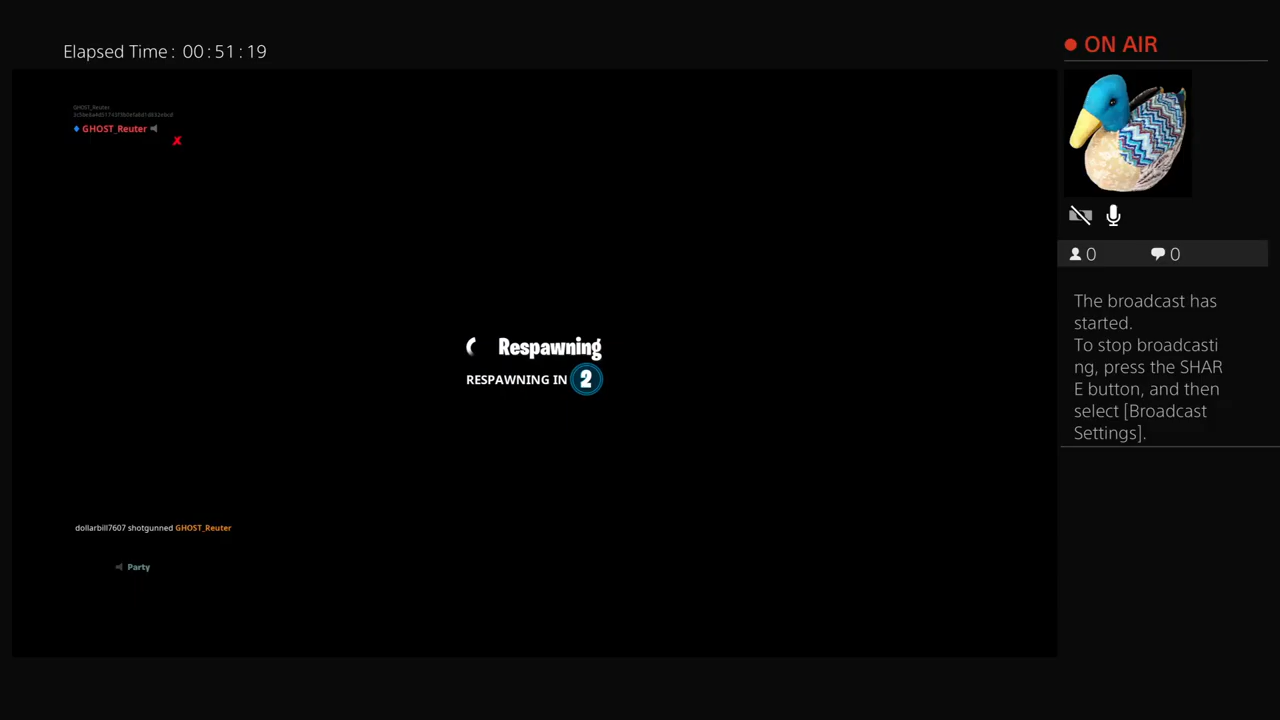 Elapsed Time: 00:51:19
ON AIR
GHOST_Reuter
GHOST_Reuter
0
0
The broadcast has
started.
To stop broadcasti
ng, press the SHAR
E button, and then
select [Broadcast
Settings].
Respawning
RESPAWNING IN 2
dollarbill7607 shotgunned GHOST_Reuter
Party